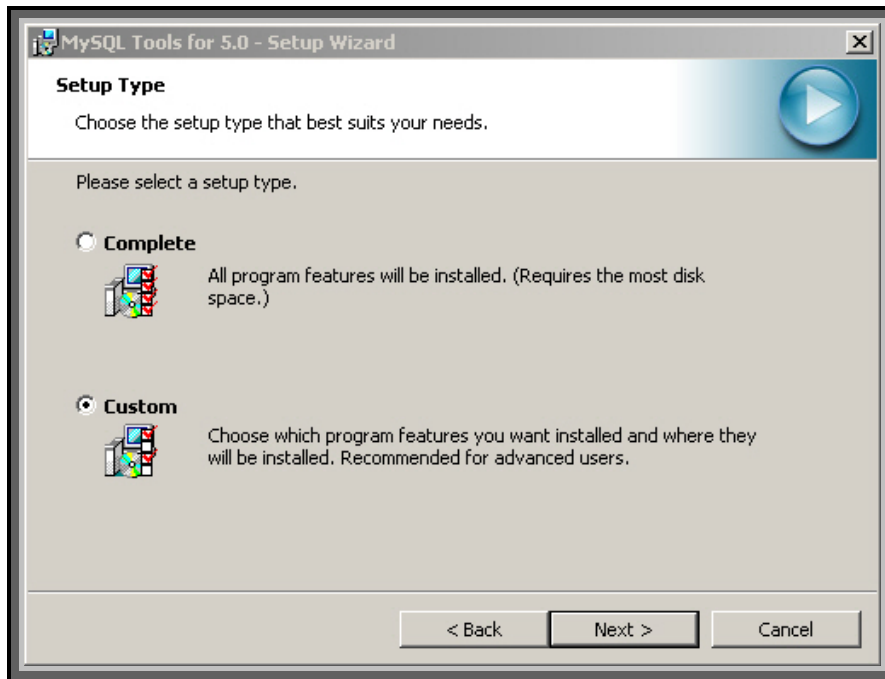 MySQL Tools for 5.0 - Setup Wizard
Setup Type
Choose the setup type that best suits your needs.
Please select a setup type.
Complete
All program features will be installed. (Requires the most disk
space.)
Custom
Choose which program features you want installed and where they
will be installed. Recommended for advanced users.
< Back
Next >
Cancel